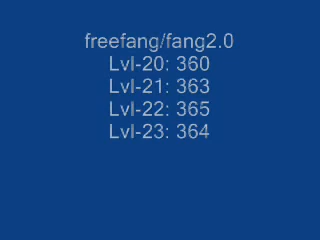 freefang/fang2.0
Lvl-20: 360
Lvl-21: 363
Lvl-22: 365
Lvl-23: 364